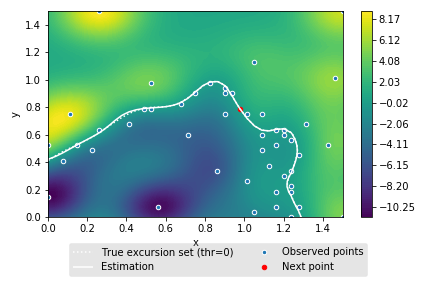 1.4
1.2
1.0
0.8
0.6
0.4
0.2
0.0
y
0.0 0.2 0.4 0.6 0.8 1.0 1.2 1.4
x
8.17
6.12
4.08
2.03
−0.02
−2.06
−4.11
−6.15
−8.20
−10.25
True excursion set (thr=0)
Estimation
Observed points
Next point